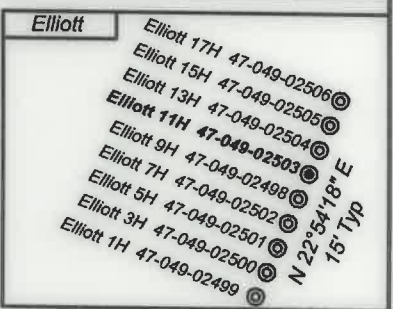 Elliott
Elliott 17H 47-049-02506
Elliott 15H 47-049-02505
Elliott 13H 47-049-02504
Elliott 11H 47-049-02503
Elliott 9H 47-049-02498
Elliott 7H 47-049-02502
Elliott 5H 47-049-02501
Elliott 3H 47-049-02500
Elliott 1H 47-049-02499
N 22°54'18" E
15' Typ